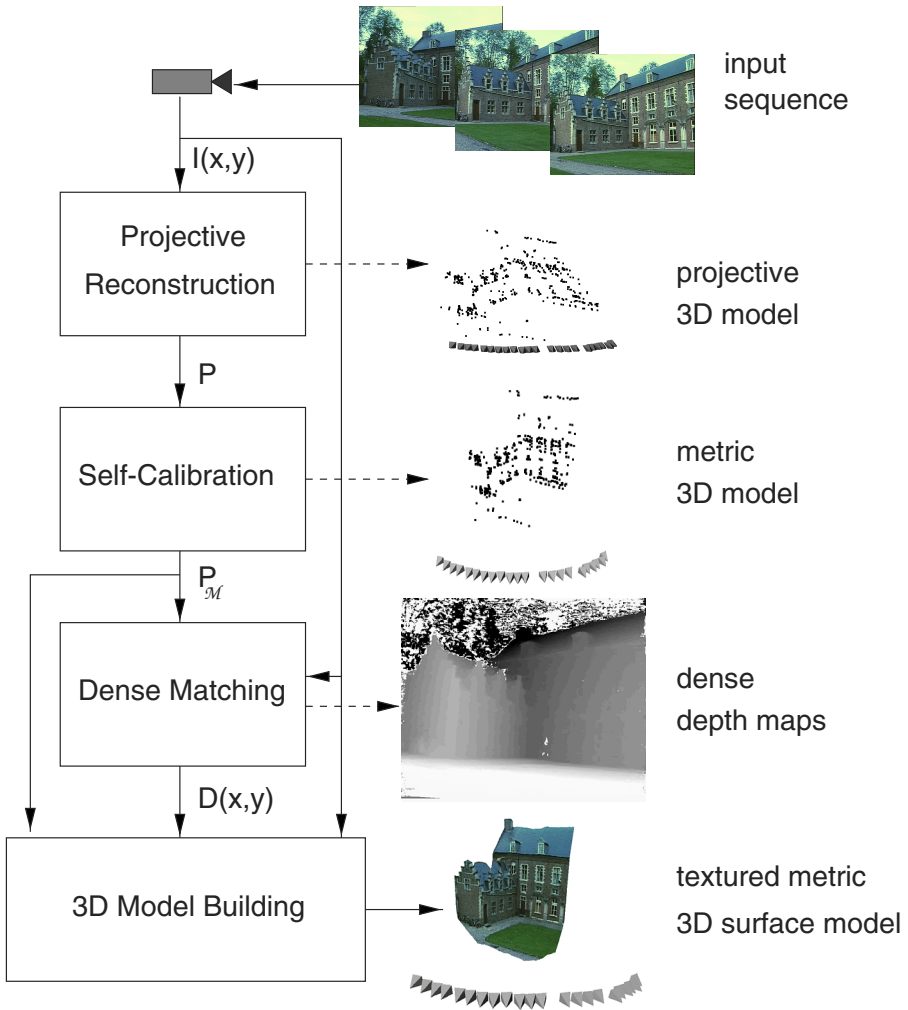 input
sequence
I(x,y)
Projective
Reconstruction
projective
3D model
P
Self-Calibration
metric
3D model
P
ℳ
Dense Matching
dense
depth maps
D(x,y)
3D Model Building
textured metric
3D surface model